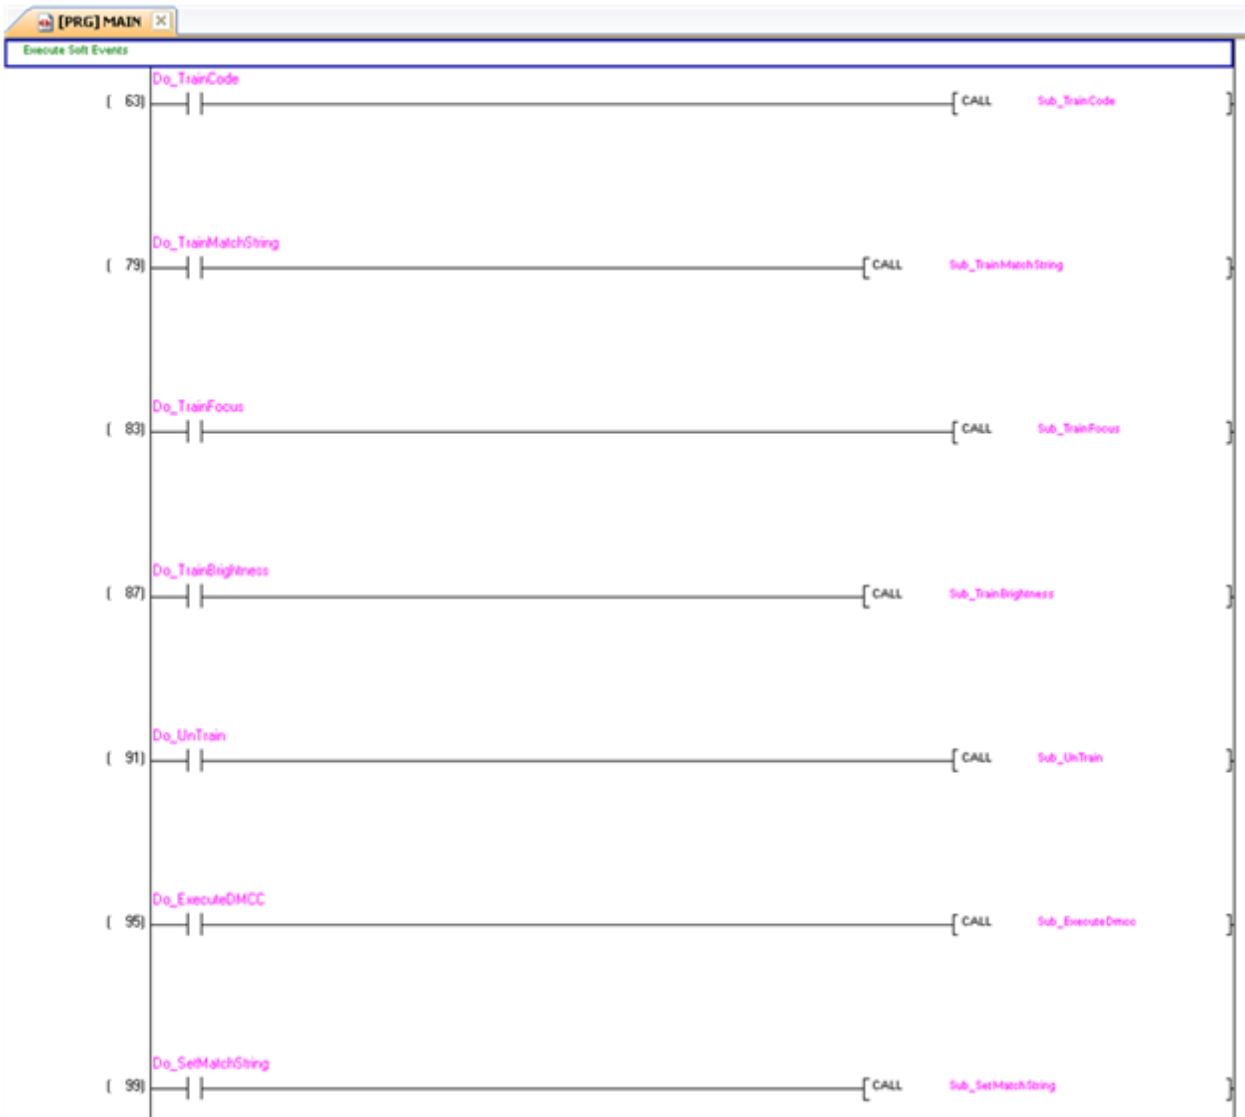 [PRG] MAIN
Execute Soft Events
Do_TrainCode
( 63) CALL Sub_TrainCode
Do_TrainMatchString
( 79) CALL Sub_TrainMatchString
Do_TrainFocus
( 83) CALL Sub_TrainFocus
Do_TrainBrightness
( 87) CALL Sub_TrainBrightness
Do_UnTrain
( 91) CALL Sub_UnTrain
Do_ExecuteDMCC
( 95) CALL Sub_ExecuteDmcc
Do_SetMatchString
( 99) CALL Sub_SetMatchString